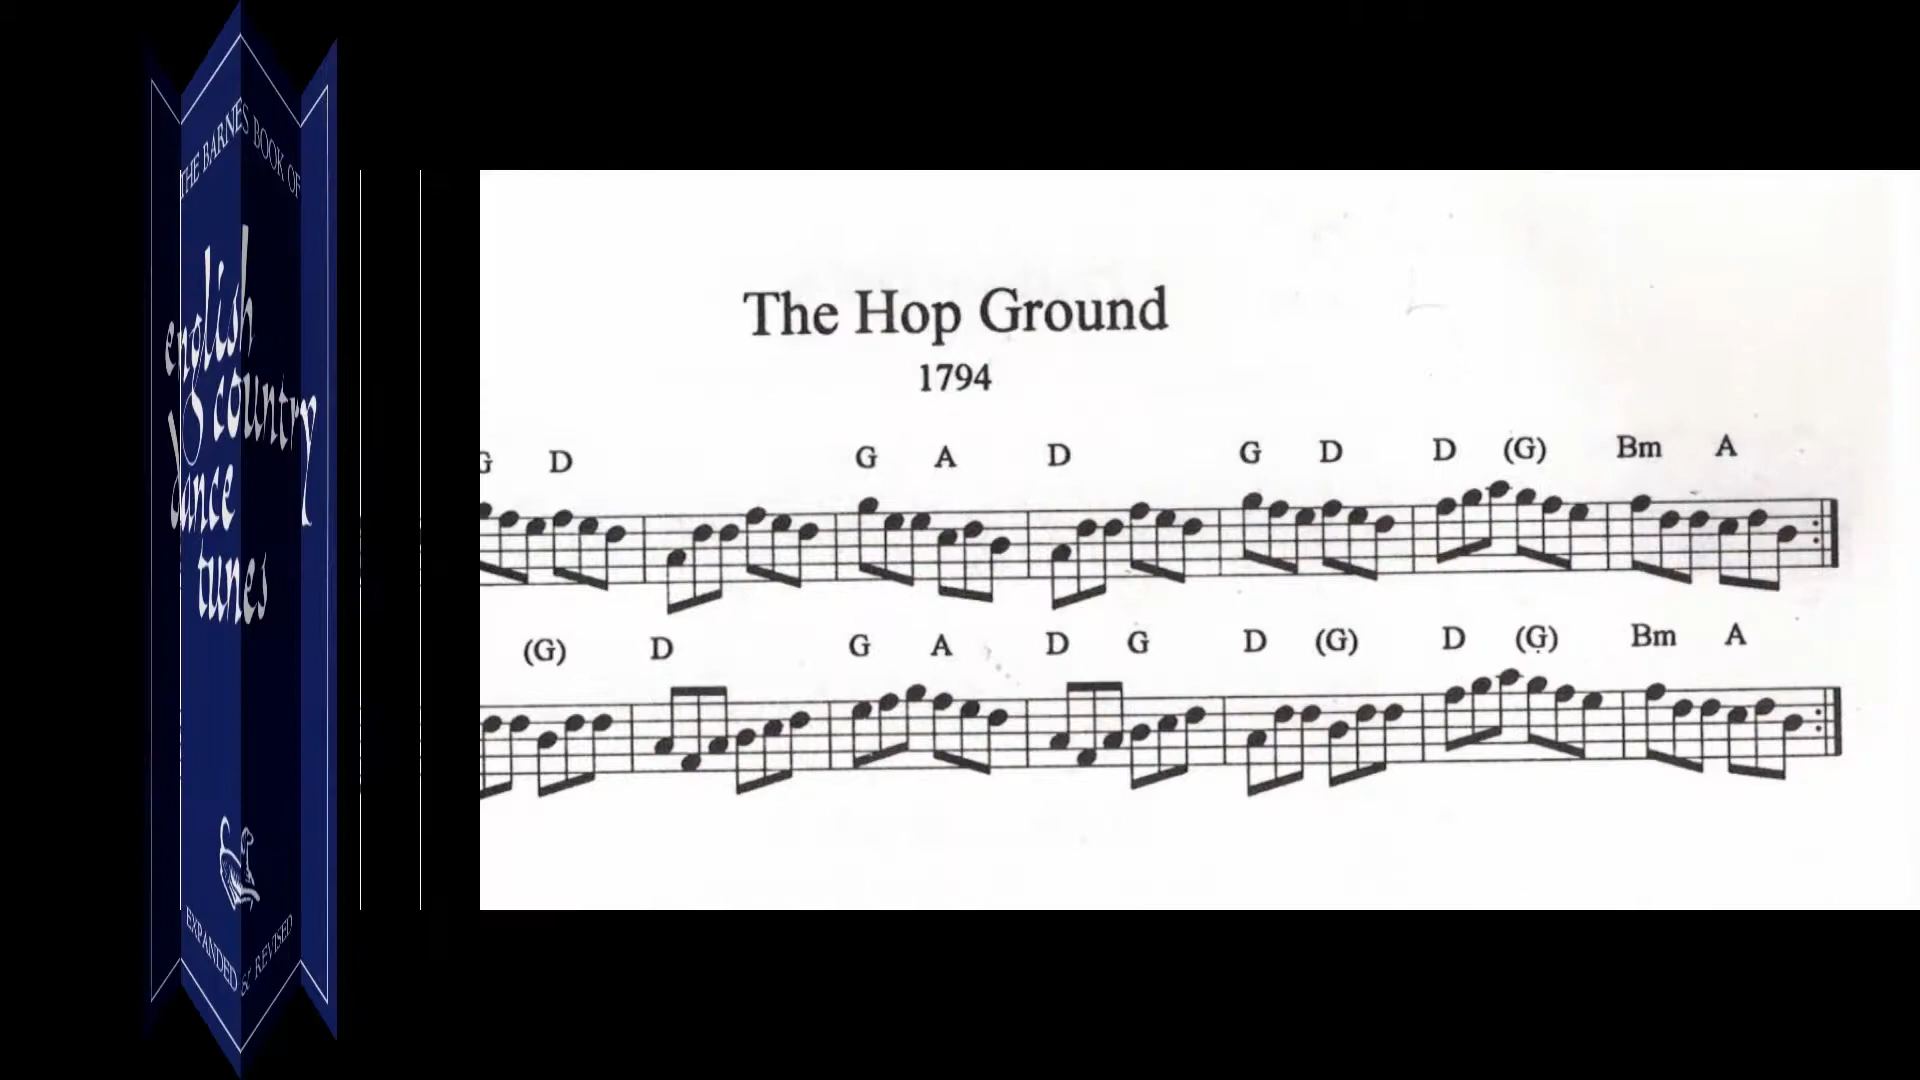 THE BARNES BOOK OF
english
country
dance
tunes
EXPANDED & REVISED
The Hop Ground
1794
G D G A D G D D (G) Bm A
(G) D G A D G D (G) D (G) Bm A